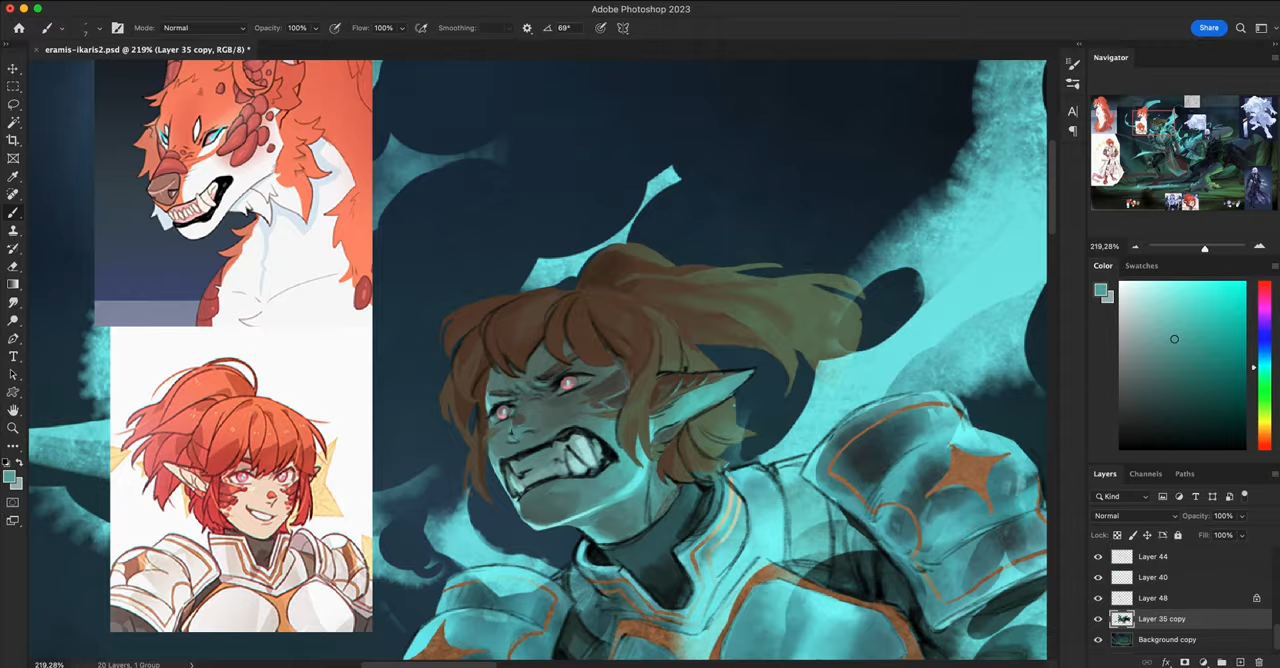 Adobe Photoshop 2023
7
Mode: Normal Opacity: 100% Flow: 100% Smoothing: 69° Share
eramis-ikaris2.psd @ 219% (Layer 35 copy, RGB/8) *
Navigator
219,28%
Color Swatches
Layers Channels Paths
Kind
Normal Opacity: 100%
Lock: Fill: 100%
Layer 44
Layer 40
Layer 48
Layer 35 copy
Background copy
219.28% 20 Layers, 1 Group